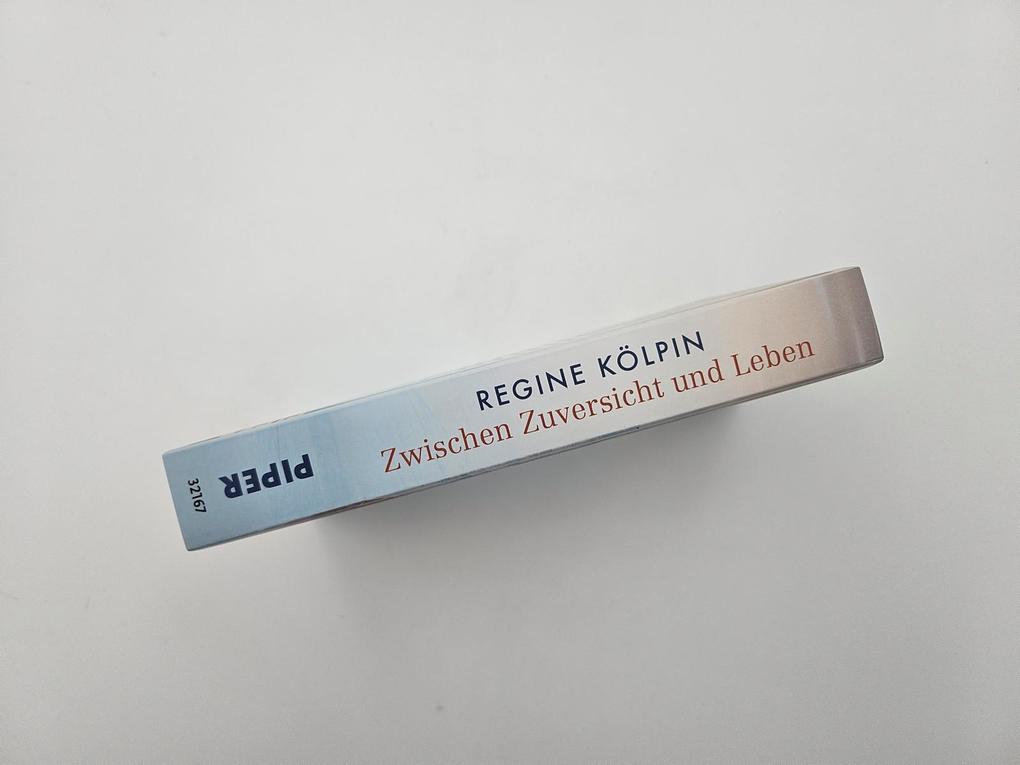 REGINE KÖLPIN
Zwischen Zuversicht und Leben
PIPER
32167